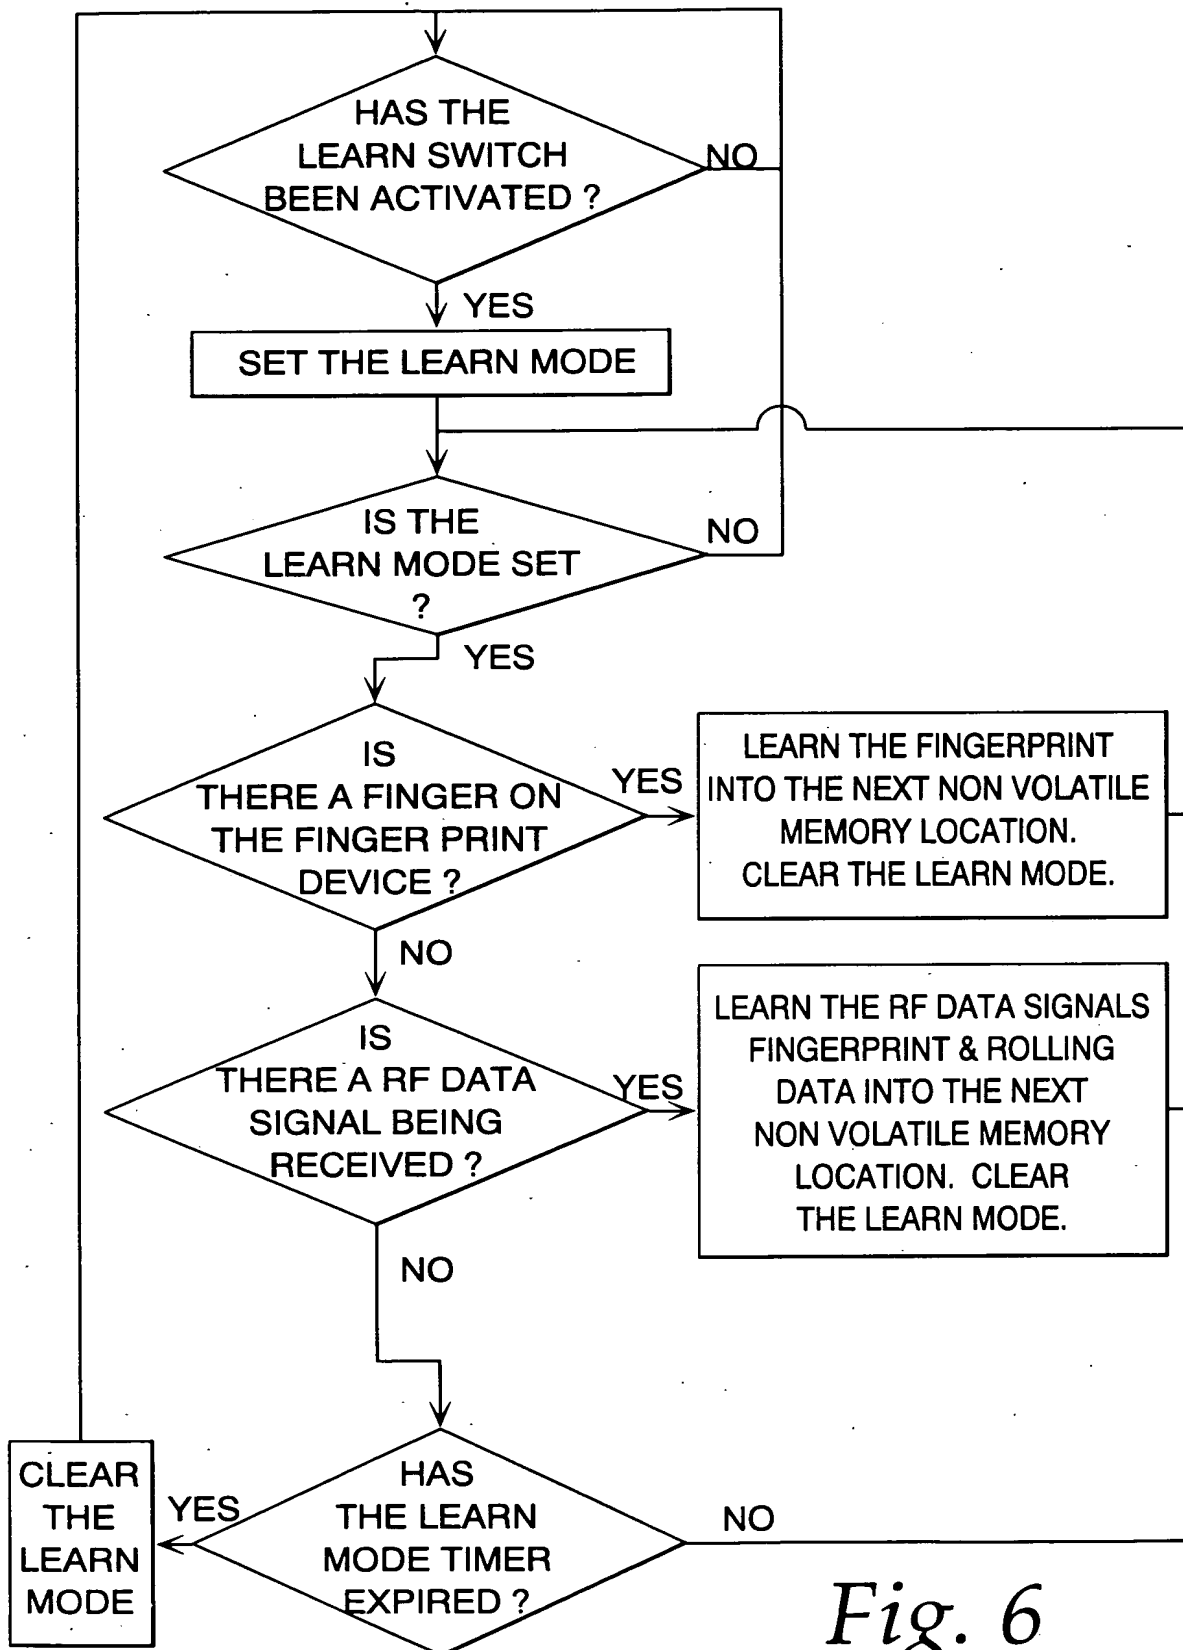 HAS THE
LEARN SWITCH
BEEN ACTIVATED ?
NO
YES
SET THE LEARN MODE
IS THE
LEARN MODE SET
?
NO
YES
IS
THERE A FINGER ON
THE FINGER PRINT
DEVICE ?
YES
LEARN THE FINGERPRINT
INTO THE NEXT NON VOLATILE
MEMORY LOCATION.
CLEAR THE LEARN MODE.
NO
IS
THERE A RF DATA
SIGNAL BEING
RECEIVED ?
YES
LEARN THE RF DATA SIGNALS
FINGERPRINT & ROLLING
DATA INTO THE NEXT
NON VOLATILE MEMORY
LOCATION. CLEAR
THE LEARN MODE.
NO
HAS
THE LEARN
MODE TIMER
EXPIRED ?
YES
CLEAR
THE
LEARN
MODE
NO
Fig. 6